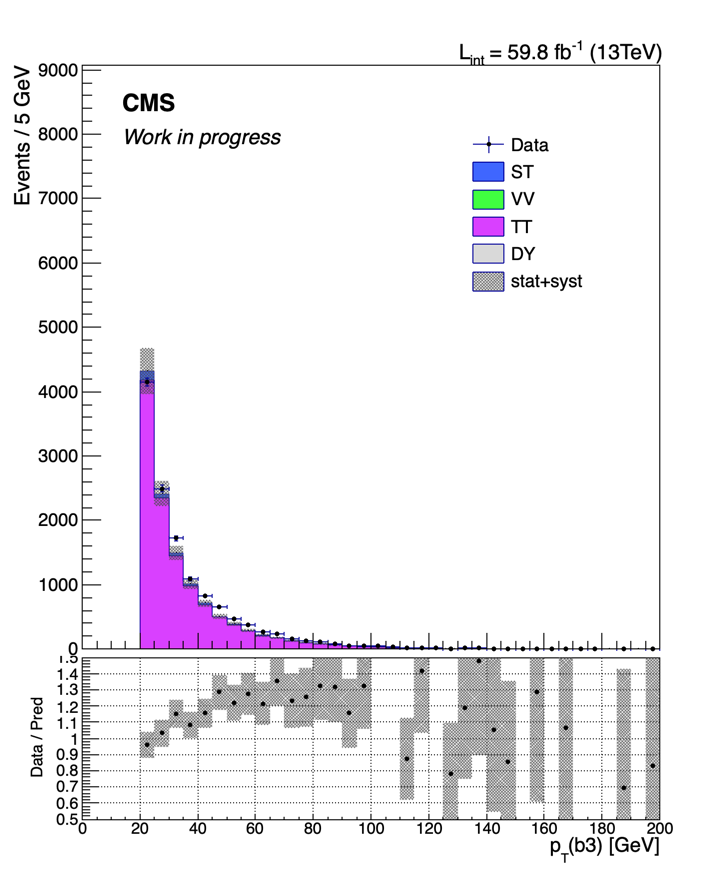 L_int = 59.8 fb⁻¹ (13TeV)
Events / 5 GeV
9000
8000
7000
6000
5000
4000
3000
2000
1000
0
CMS
Work in progress
Data
ST
VV
TT
DY
stat+syst
Data / Pred
1.5
1.4
1.3
1.2
1.1
1
0.9
0.8
0.7
0.6
0.5
0 20 40 60 80 100 120 140 160 180 200
p_T(b3) [GeV]